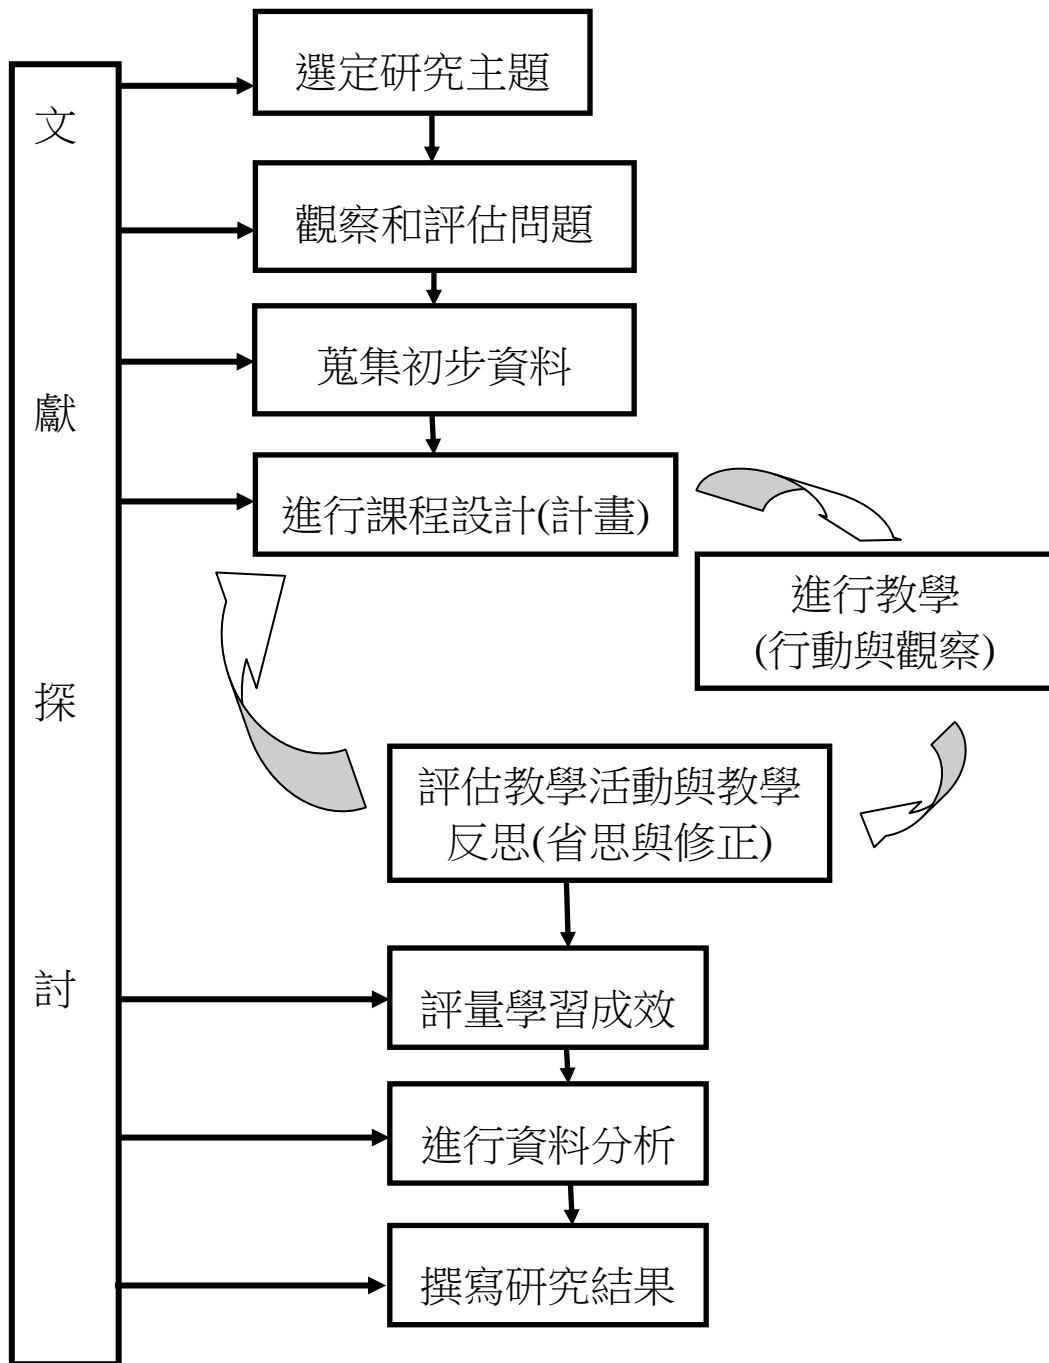 文獻探討
選定研究主題
觀察和評估問題
蒐集初步資料
進行課程設計(計畫)
進行教學
(行動與觀察)
評估教學活動與教學
反思(省思與修正)
評量學習成效
進行資料分析
撰寫研究結果